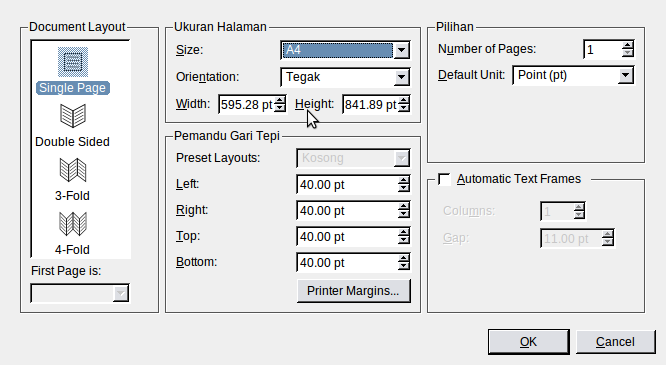 Document Layout
Single Page
Double Sided
3-Fold
4-Fold
First Page is:
Ukuran Halaman
Size: A4
Orientation: Tegak
Width: 595.28 pt Height: 841.89 pt
Pemandu Gari Tepi
Preset Layouts: Kosong
Left: 40.00 pt
Right: 40.00 pt
Top: 40.00 pt
Bottom: 40.00 pt
Printer Margins...
Pilihan
Number of Pages: 1
Default Unit: Point (pt)
Automatic Text Frames
Columns: 1
Gap: 11.00 pt
OK Cancel